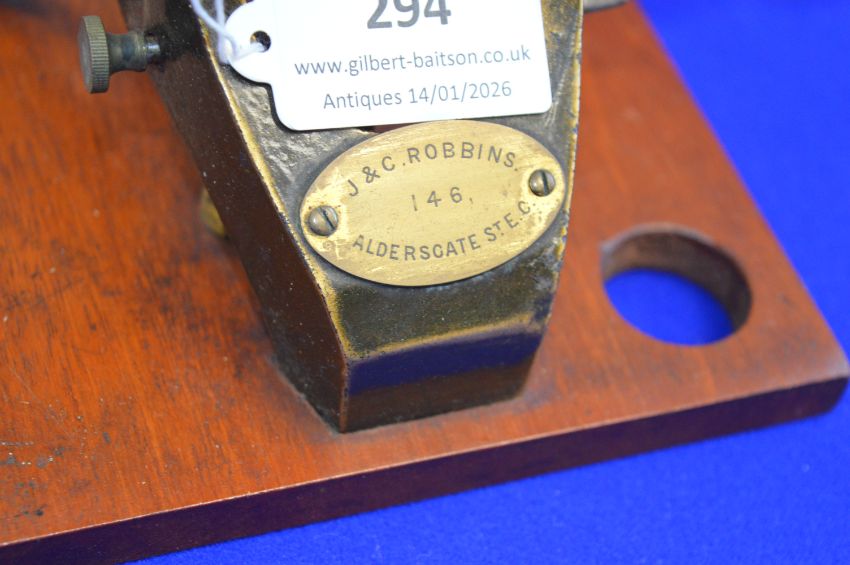 294
www.gilbert-baitson.co.uk
Antiques 14/01/2026
J & C. ROBBINS.
146,
ALDERSGATE ST. E.C.